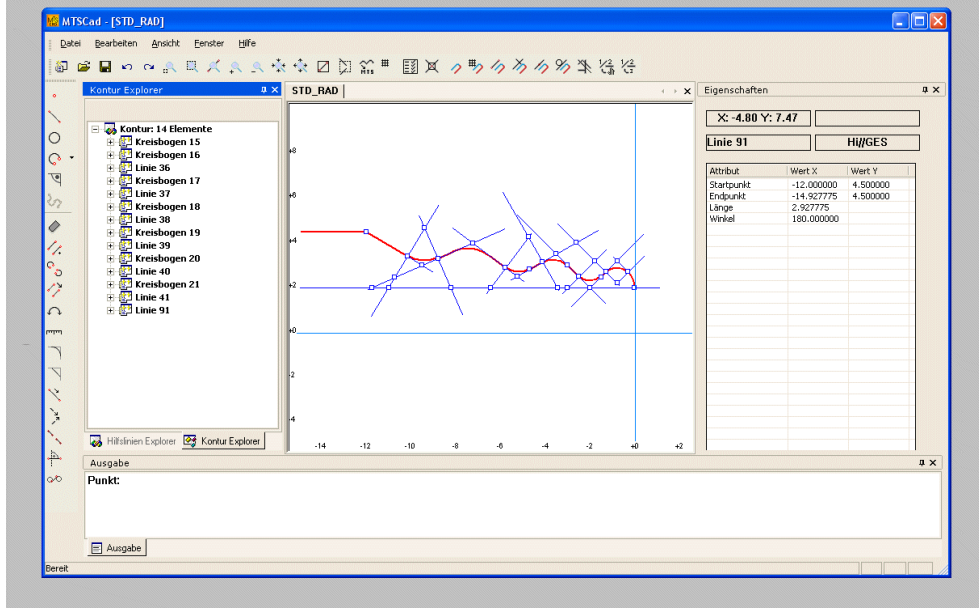 MTSCad - [STD_RAD]
Datei Bearbeiten Ansicht Fenster Hilfe
Kontur Explorer
STD_RAD
Eigenschaften
X: -4.80 Y: 7.47
Linie 91 Hi//GES
Attribut Wert X Wert Y
Startpunkt -12.000000 4.500000
Endpunkt -14.927775 4.500000
Länge 2.927775
Winkel 180.000000
Kontur: 14 Elemente
Kreisbogen 15
Kreisbogen 16
Linie 36
Kreisbogen 17
Linie 37
Kreisbogen 18
Linie 38
Kreisbogen 19
Linie 39
Kreisbogen 20
Linie 40
Kreisbogen 21
Linie 41
Linie 91
+8
+6
+4
+2
+0
-2
-4
-14 -12 -10 -8 -6 -4 -2 +0 +2
Hilfslinien Explorer Kontur Explorer
Ausgabe
Punkt:
Ausgabe
Bereit